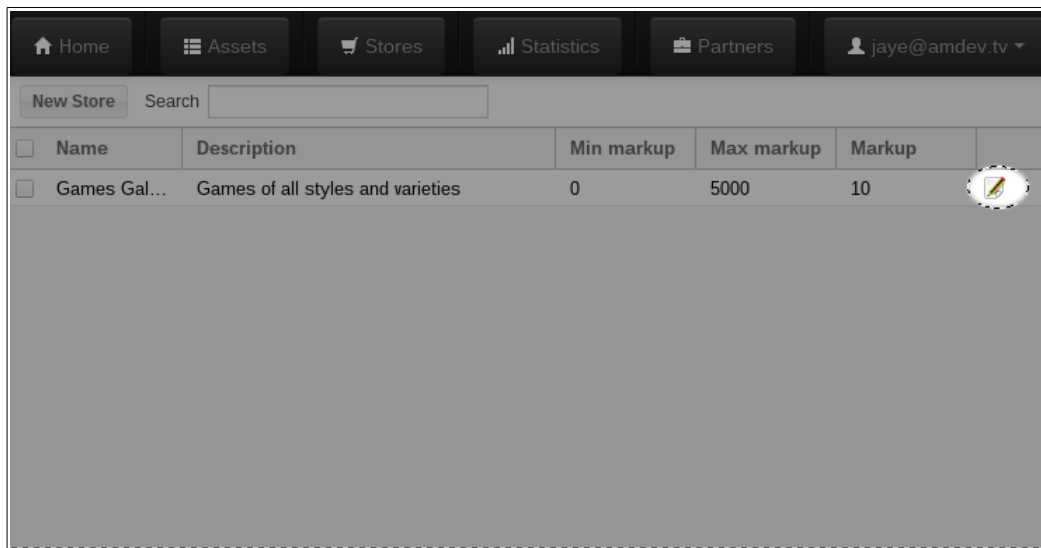 Home Assets Stores Statistics Partners jaye@amdev.tv
New Store Search
Name Description Min markup Max markup Markup
Games Gal... Games of all styles and varieties 0 5000 10